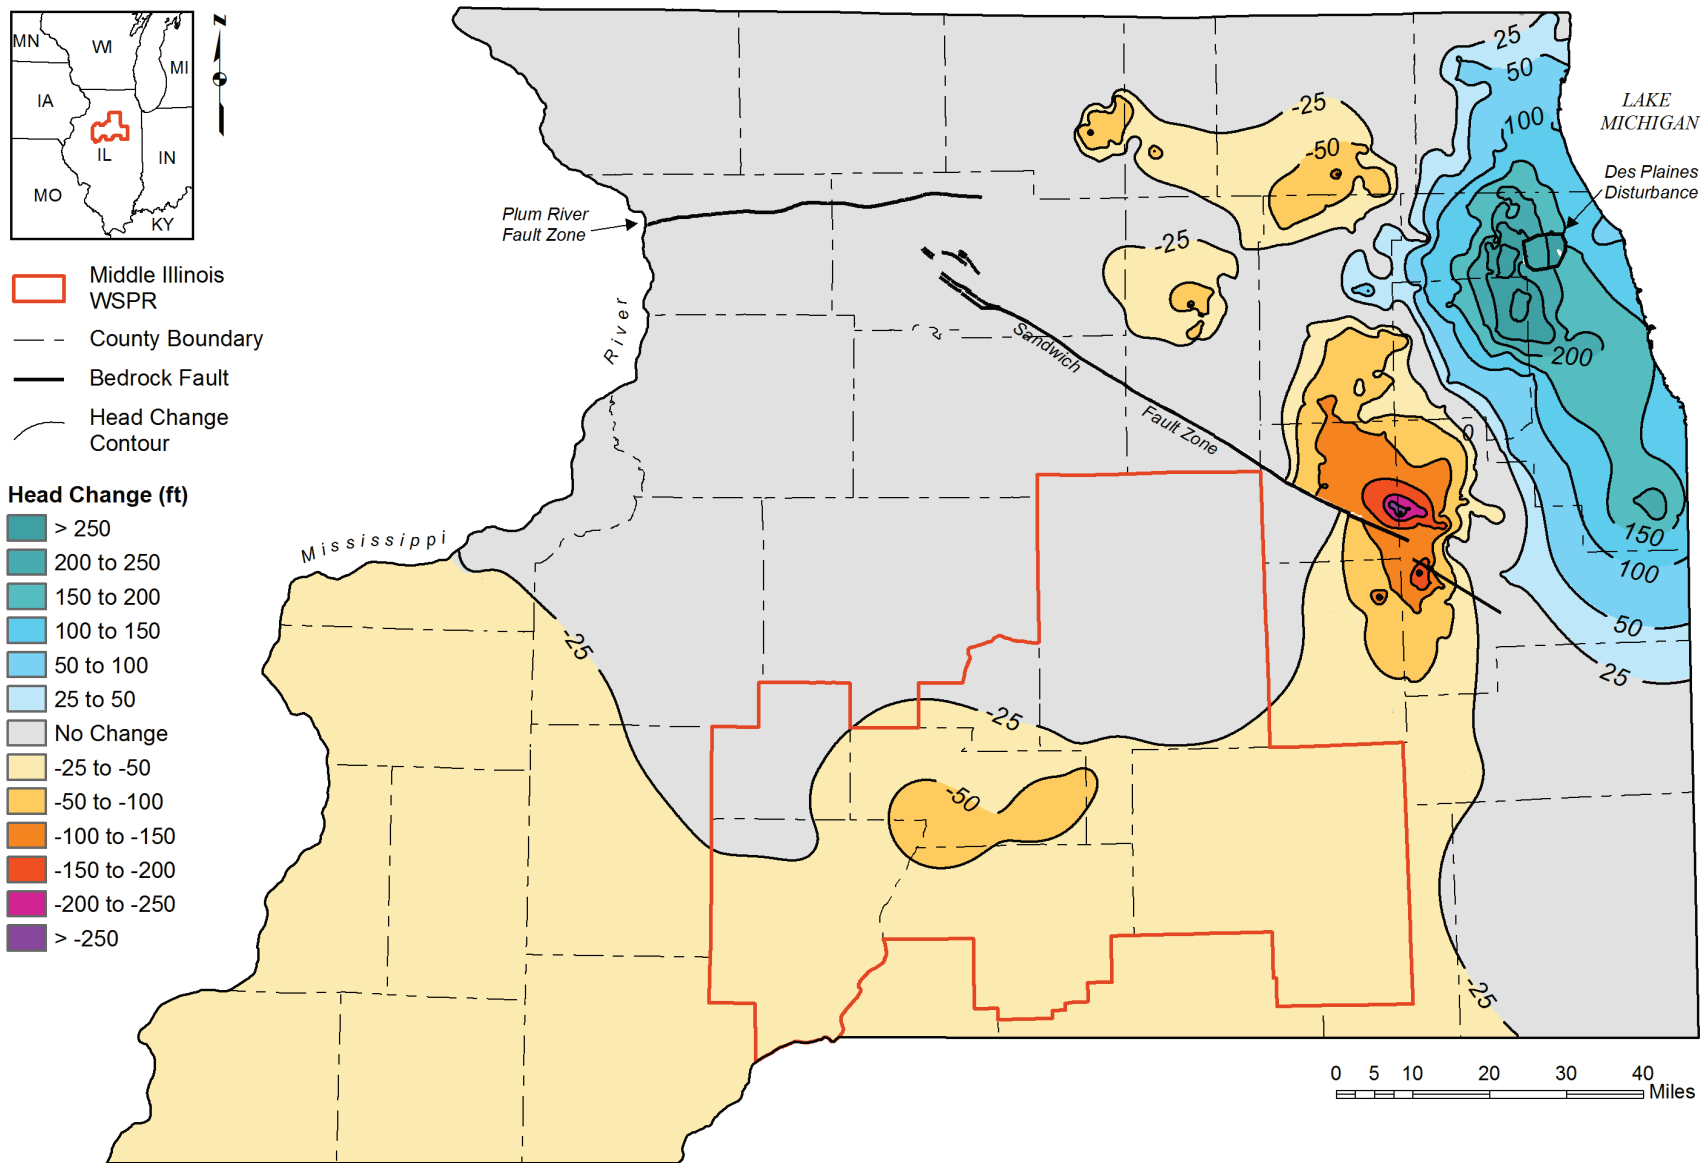 MN
WI
MI
IA
IL
IN
MO
KY
N
Middle Illinois
WSPR
County Boundary
Bedrock Fault
Head Change
Contour
Head Change (ft)
> 250
200 to 250
150 to 200
100 to 150
50 to 100
25 to 50
No Change
-25 to -50
-50 to -100
-100 to -150
-150 to -200
-200 to -250
> -250
Plum River
Fault Zone
Mississippi
River
Sandwich
Fault Zone
LAKE
MICHIGAN
Des Plaines
Disturbance
25
50
100
-25
-50
-25
200
0
150
100
50
25
-25
-25
-50
-25
0 5 10 20 30 40
Miles